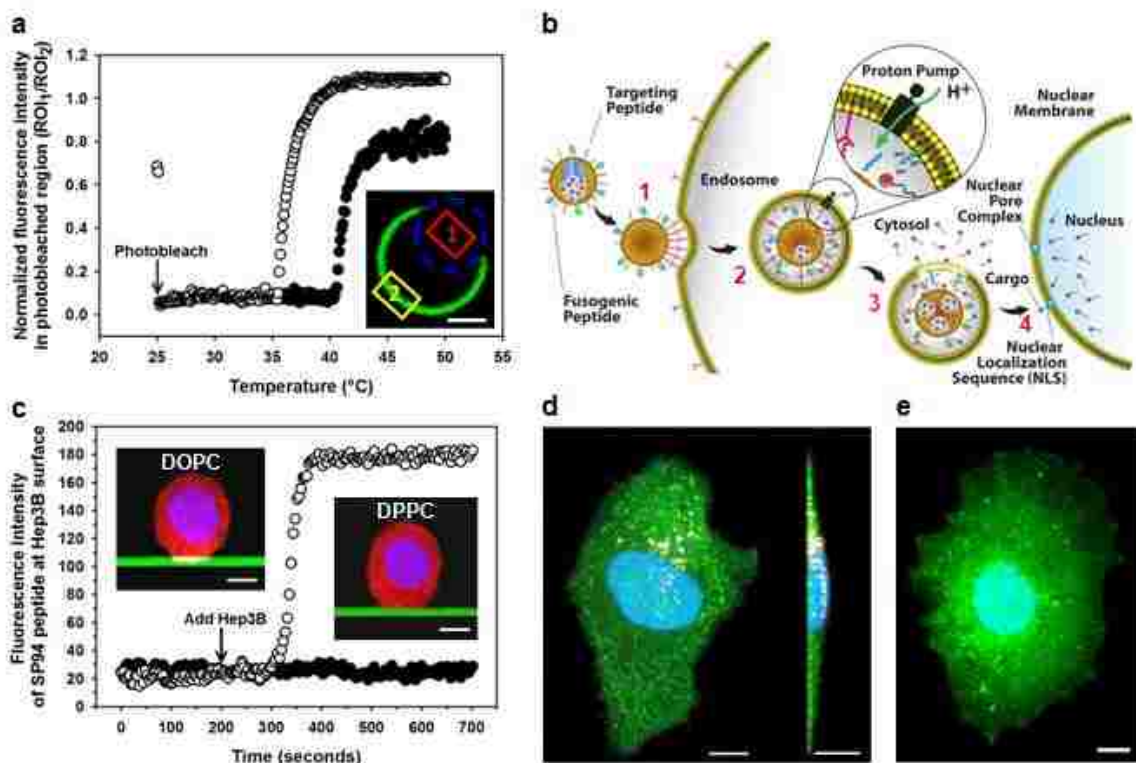 a
Normalized fluorescence intensity
in photobleached region (ROI1/ROI2)
1.2
1.0
0.8
0.6
0.4
0.2
0.0
Photobleach
1
2
20
25
30
35
40
45
50
55
Temperature (°C)
b
Targeting
Peptide
Proton Pump
H+
Nuclear
Membrane
1
Endosome
Nuclear
Pore
Complex
Cytosol
Nucleus
2
Fusogenic
Peptide
3
Cargo
4
Nuclear
Localization
Sequence (NLS)
c
Fluorescence intensity
of SP94 peptide at Hep3B surface
200
180
160
140
120
100
80
60
40
20
0
DOPC
DPPC
Add Hep3B
0
100
200
300
400
500
600
700
Time (seconds)
d
e